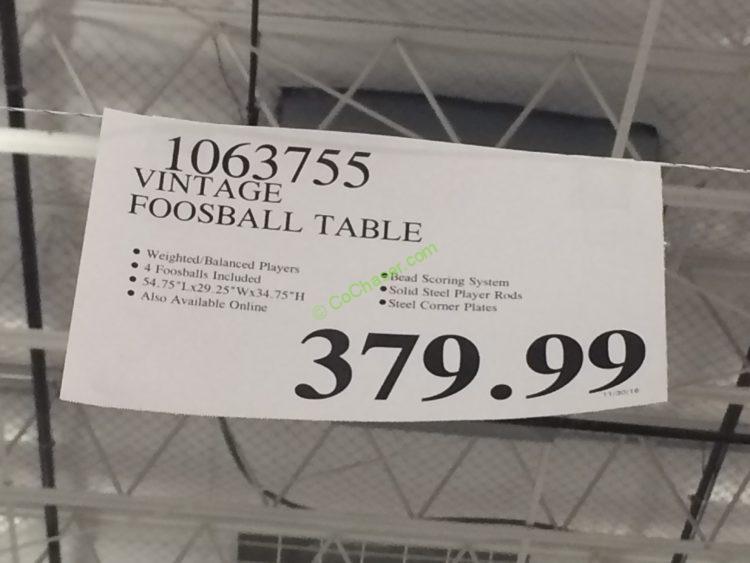 1063755
VINTAGE
FOOSBALL TABLE
• Weighted/Balanced Players
• 4 Foosballs Included
• 54.75"Lx29.25"Wx34.75"H
• Also Available Online
• Bead Scoring System
• Solid Steel Player Rods
• Steel Corner Plates
© CoChaser.com
379.99
11/30/16